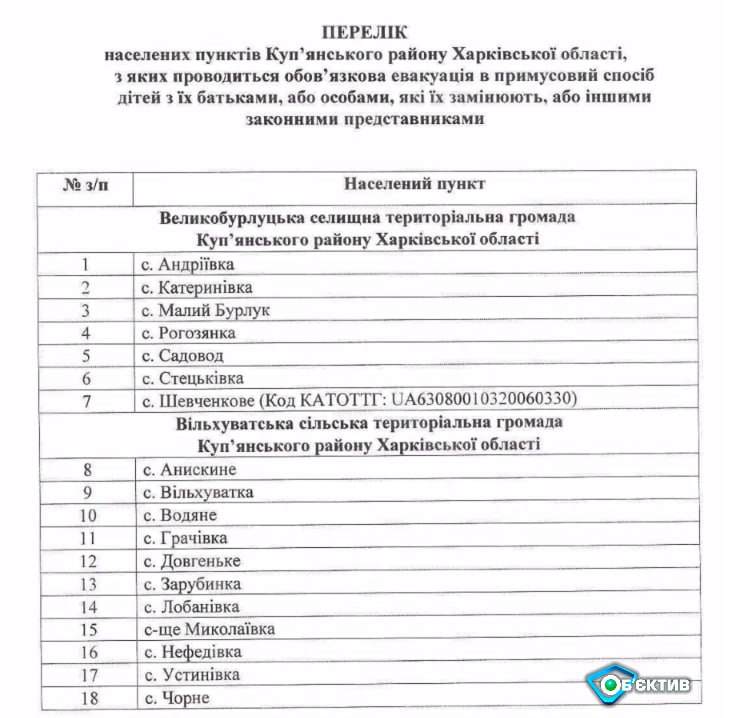 ПЕРЕЛІК
населених пунктів Куп’янського району Харківської області,
з яких проводиться обов’язкова евакуація в примусовий спосіб
дітей з їх батьками, або особами, які їх замінюють, або іншими
законними представниками
№ з/п Населений пункт
Великобурлуцька селищна територіальна громада
Куп’янського району Харківської області
1 с. Андріївка
2 с. Катеринівка
3 с. Малий Бурлук
4 с. Рогозянка
5 с. Садовод
6 с. Стецьківка
7 с. Шевченкове (Код КАТОТТГ: UA63080010320060330)
Вільхуватська сільська територіальна громада
Куп’янського району Харківської області
8 с. Анискине
9 с. Вільхуватка
10 с. Водяне
11 с. Грачівка
12 с. Довгеньке
13 с. Зарубинка
14 с. Лобанівка
15 с-ще Миколаївка
16 с. Нефедівка
17 с. Устинівка
18 с. Чорне
ОБ'ЄКТИВ